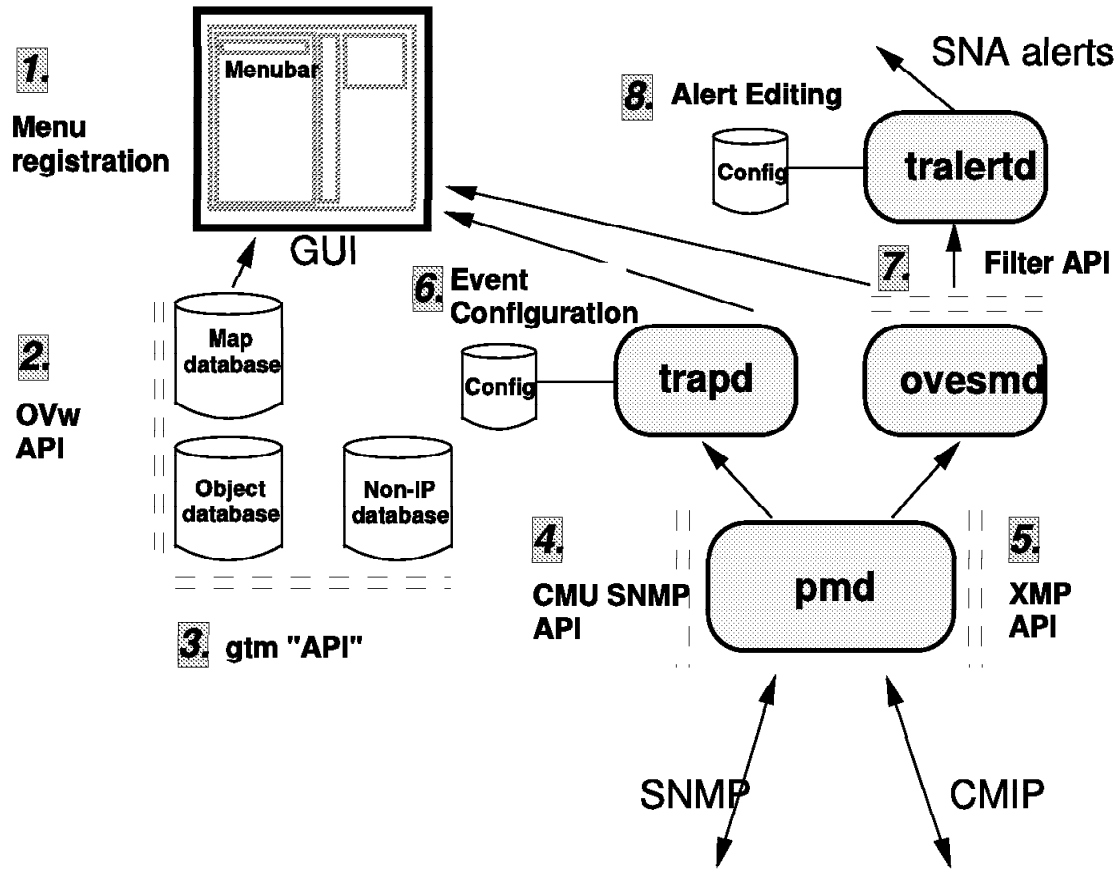 1.
Menu
registration
Menubar
GUI
SNA alerts
8. Alert Editing
Config
tralertd
7. Filter API
6. Event
Configuration
Config
trapd
ovesmd
2.
OVw
API
Map
database
Object
database
Non-IP
database
3. gtm "API"
4.
CMU SNMP
API
pmd
5.
XMP
API
SNMP
CMIP